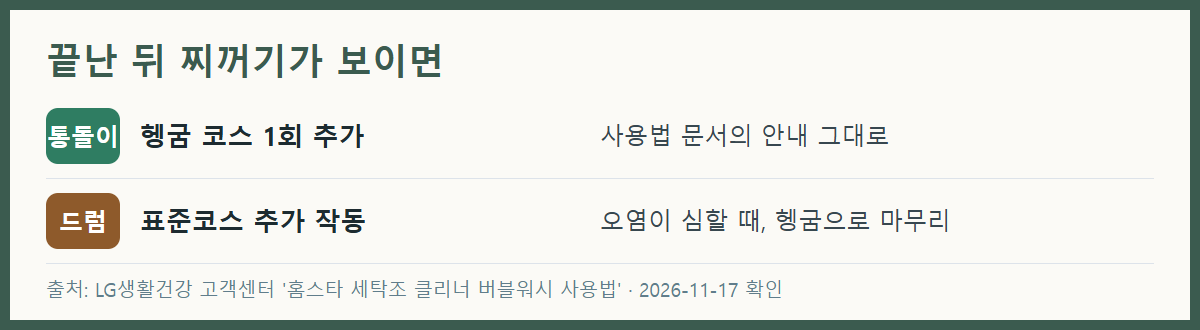 끝난 뒤 찌꺼기가 보이면
통돌이 헹굼 코스 1회 추가 사용법 문서의 안내 그대로
드럼 표준코스 추가 작동 오염이 심할 때, 헹굼으로 마무리
출처: LG생활건강 고객센터 '홈스타 세탁조 클리너 버블워시 사용법' · 2026-11-17 확인